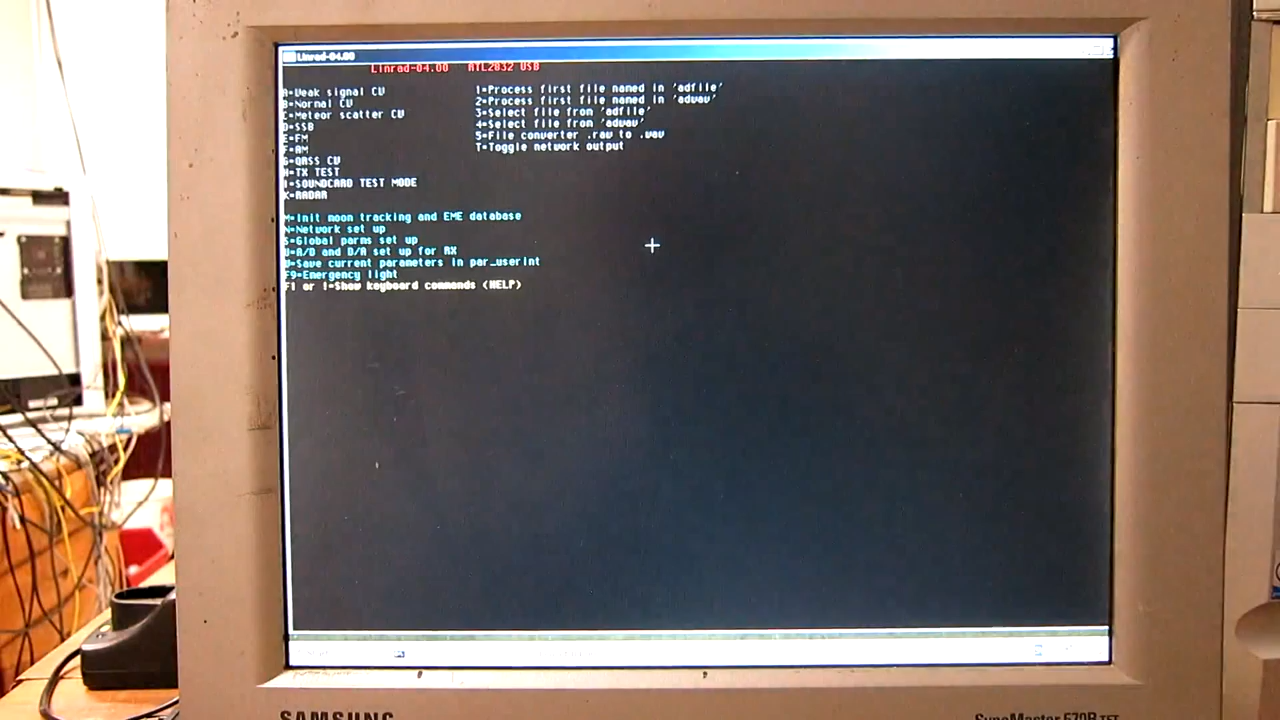 Linrad-04.00
Linrad-04.00 RTL2832 USB
A=Weak signal CW
B=Normal CW
C=Meteor scatter CW
D=SSB
E=FM
F=AM
G=QRSS CW
H=TX TEST
I=SOUNDCARD TEST MODE
K=RADAR
1=Process first file named in 'adfile'
2=Process first file named in 'adwav'
3=Select file from 'adfile'
4=Select file from 'adwav'
5=File converter .raw to .wav
T=Toggle network output
M=Init moon tracking and EME database
N=Network set up
S=Global parms set up
U=A/D and D/A set up for RX
W=Save current parameters in par_userint
F9=Emergency light
F1 or !=Show keyboard commands (HELP)
SAMSUNG
SyncMaster 570B TFT